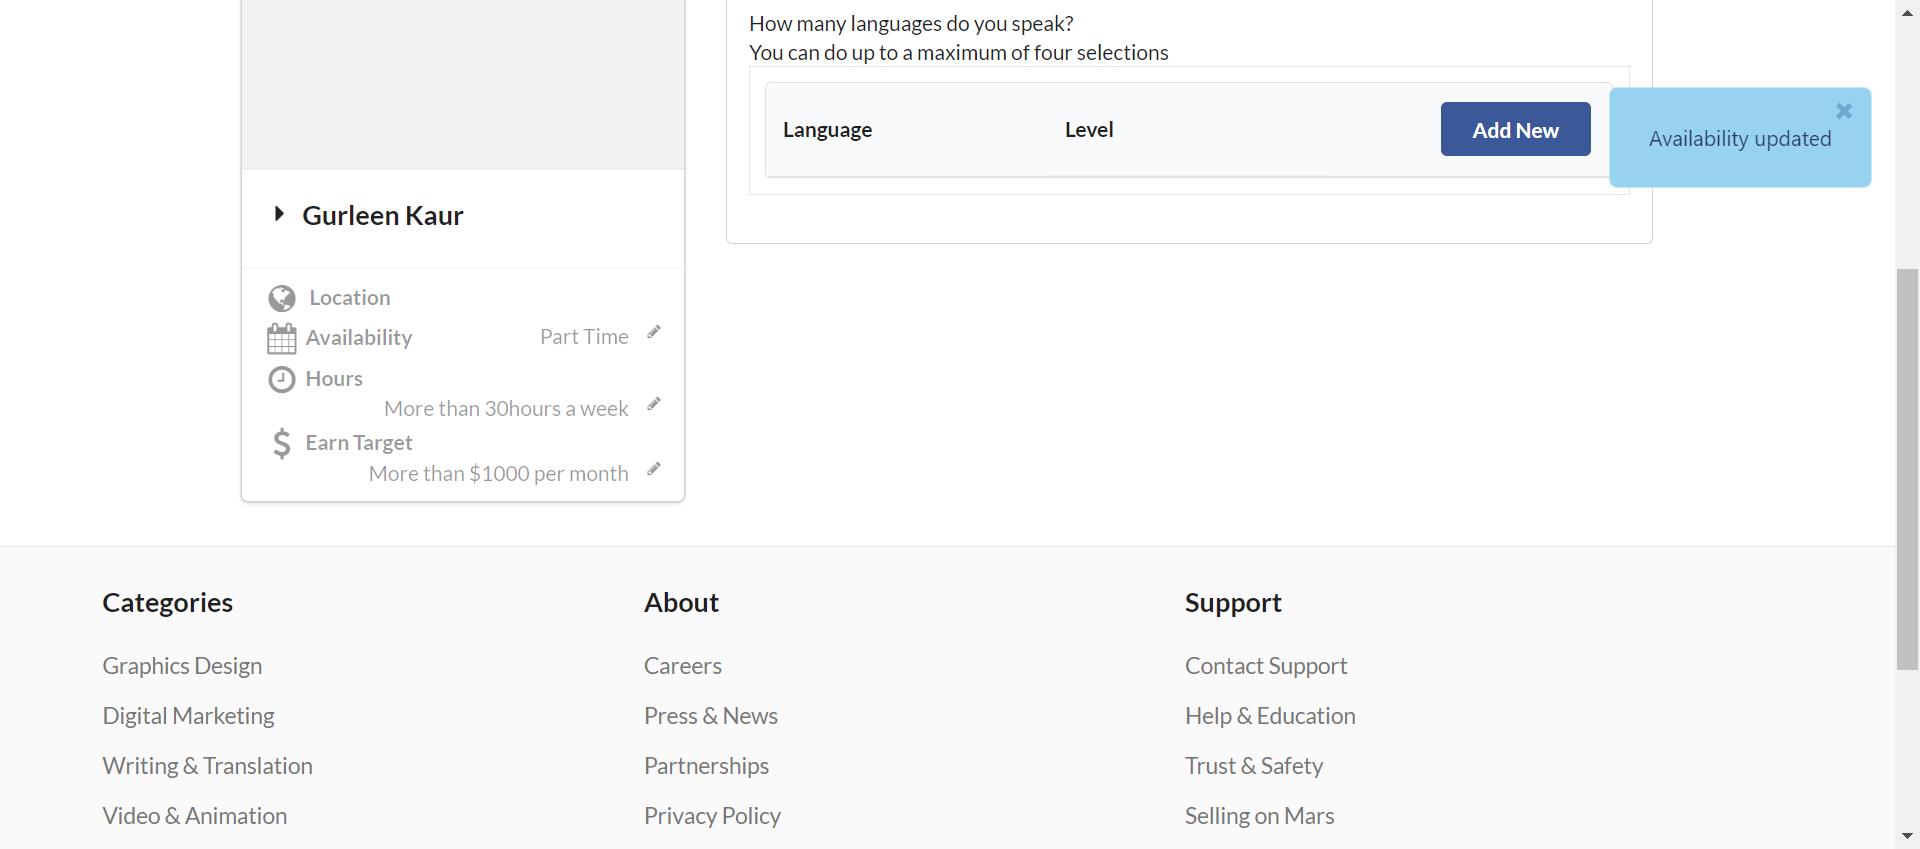 How many languages do you speak?
You can do up to a maximum of four selections
Language Level Add New
Availability updated
Gurleen Kaur
Location
Availability Part Time
Hours
More than 30hours a week
Earn Target
More than $1000 per month
Categories
Graphics Design
Digital Marketing
Writing & Translation
Video & Animation
About
Careers
Press & News
Partnerships
Privacy Policy
Support
Contact Support
Help & Education
Trust & Safety
Selling on Mars